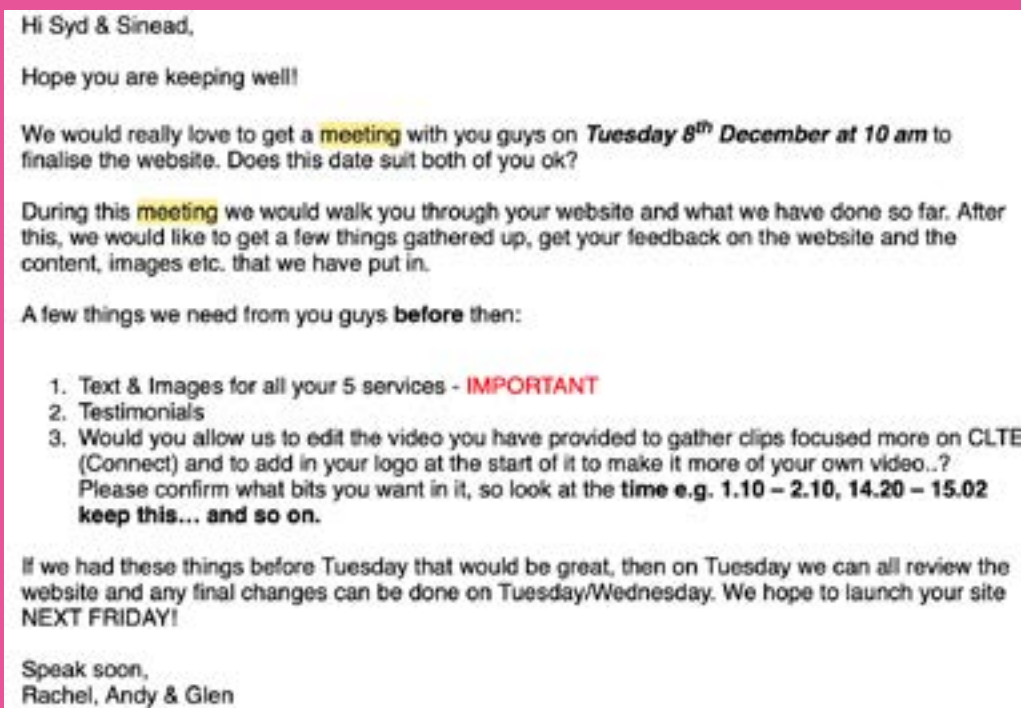 Hi Syd & Sinead,
Hope you are keeping well!
We would really love to get a meeting with you guys on Tuesday 8th December at 10 am to
finalise the website. Does this date suit both of you ok?
During this meeting we would walk you through your website and what we have done so far. After
this, we would like to get a few things gathered up, get your feedback on the website and the
content, images etc. that we have put in.
A few things we need from you guys before then:
1. Text & Images for all your 5 services - IMPORTANT
2. Testimonials
3. Would you allow us to edit the video you have provided to gather clips focused more on CLTE
(Connect) and to add in your logo at the start of it to make it more of your own video..?
Please confirm what bits you want in it, so look at the time e.g. 1.10 – 2.10, 14.20 – 15.02
keep this... and so on.
If we had these things before Tuesday that would be great, then on Tuesday we can all review the
website and any final changes can be done on Tuesday/Wednesday. We hope to launch your site
NEXT FRIDAY!
Speak soon,
Rachel, Andy & Glen